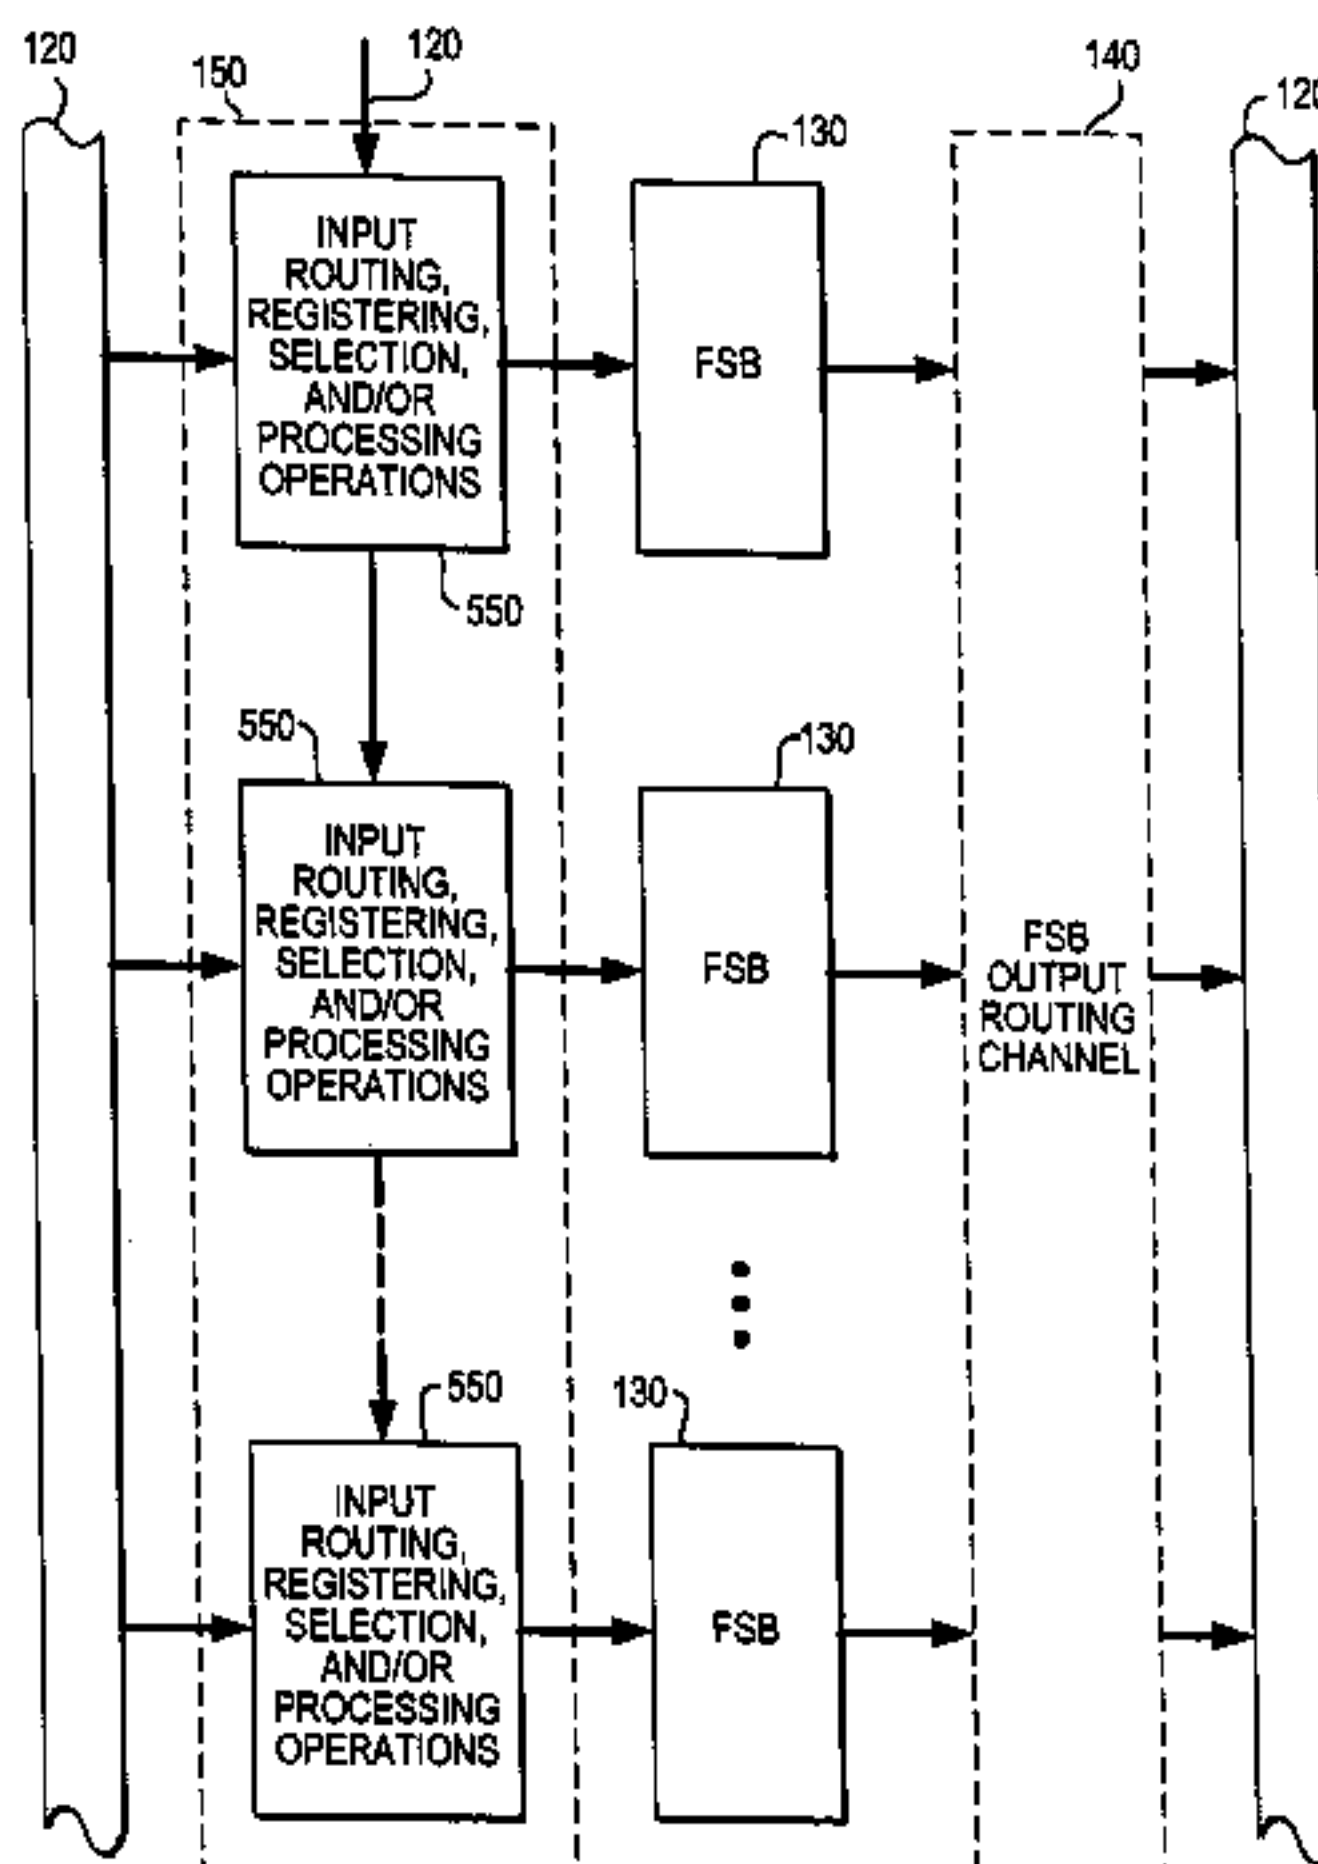 120
150
120
140
120
130
INPUT
ROUTING,
REGISTERING,
SELECTION,
AND/OR
PROCESSING
OPERATIONS
FSB
550
550
130
INPUT
ROUTING,
REGISTERING,
SELECTION,
AND/OR
PROCESSING
OPERATIONS
FSB
FSB
OUTPUT
ROUTING
CHANNEL
550
130
INPUT
ROUTING,
REGISTERING,
SELECTION,
AND/OR
PROCESSING
OPERATIONS
FSB